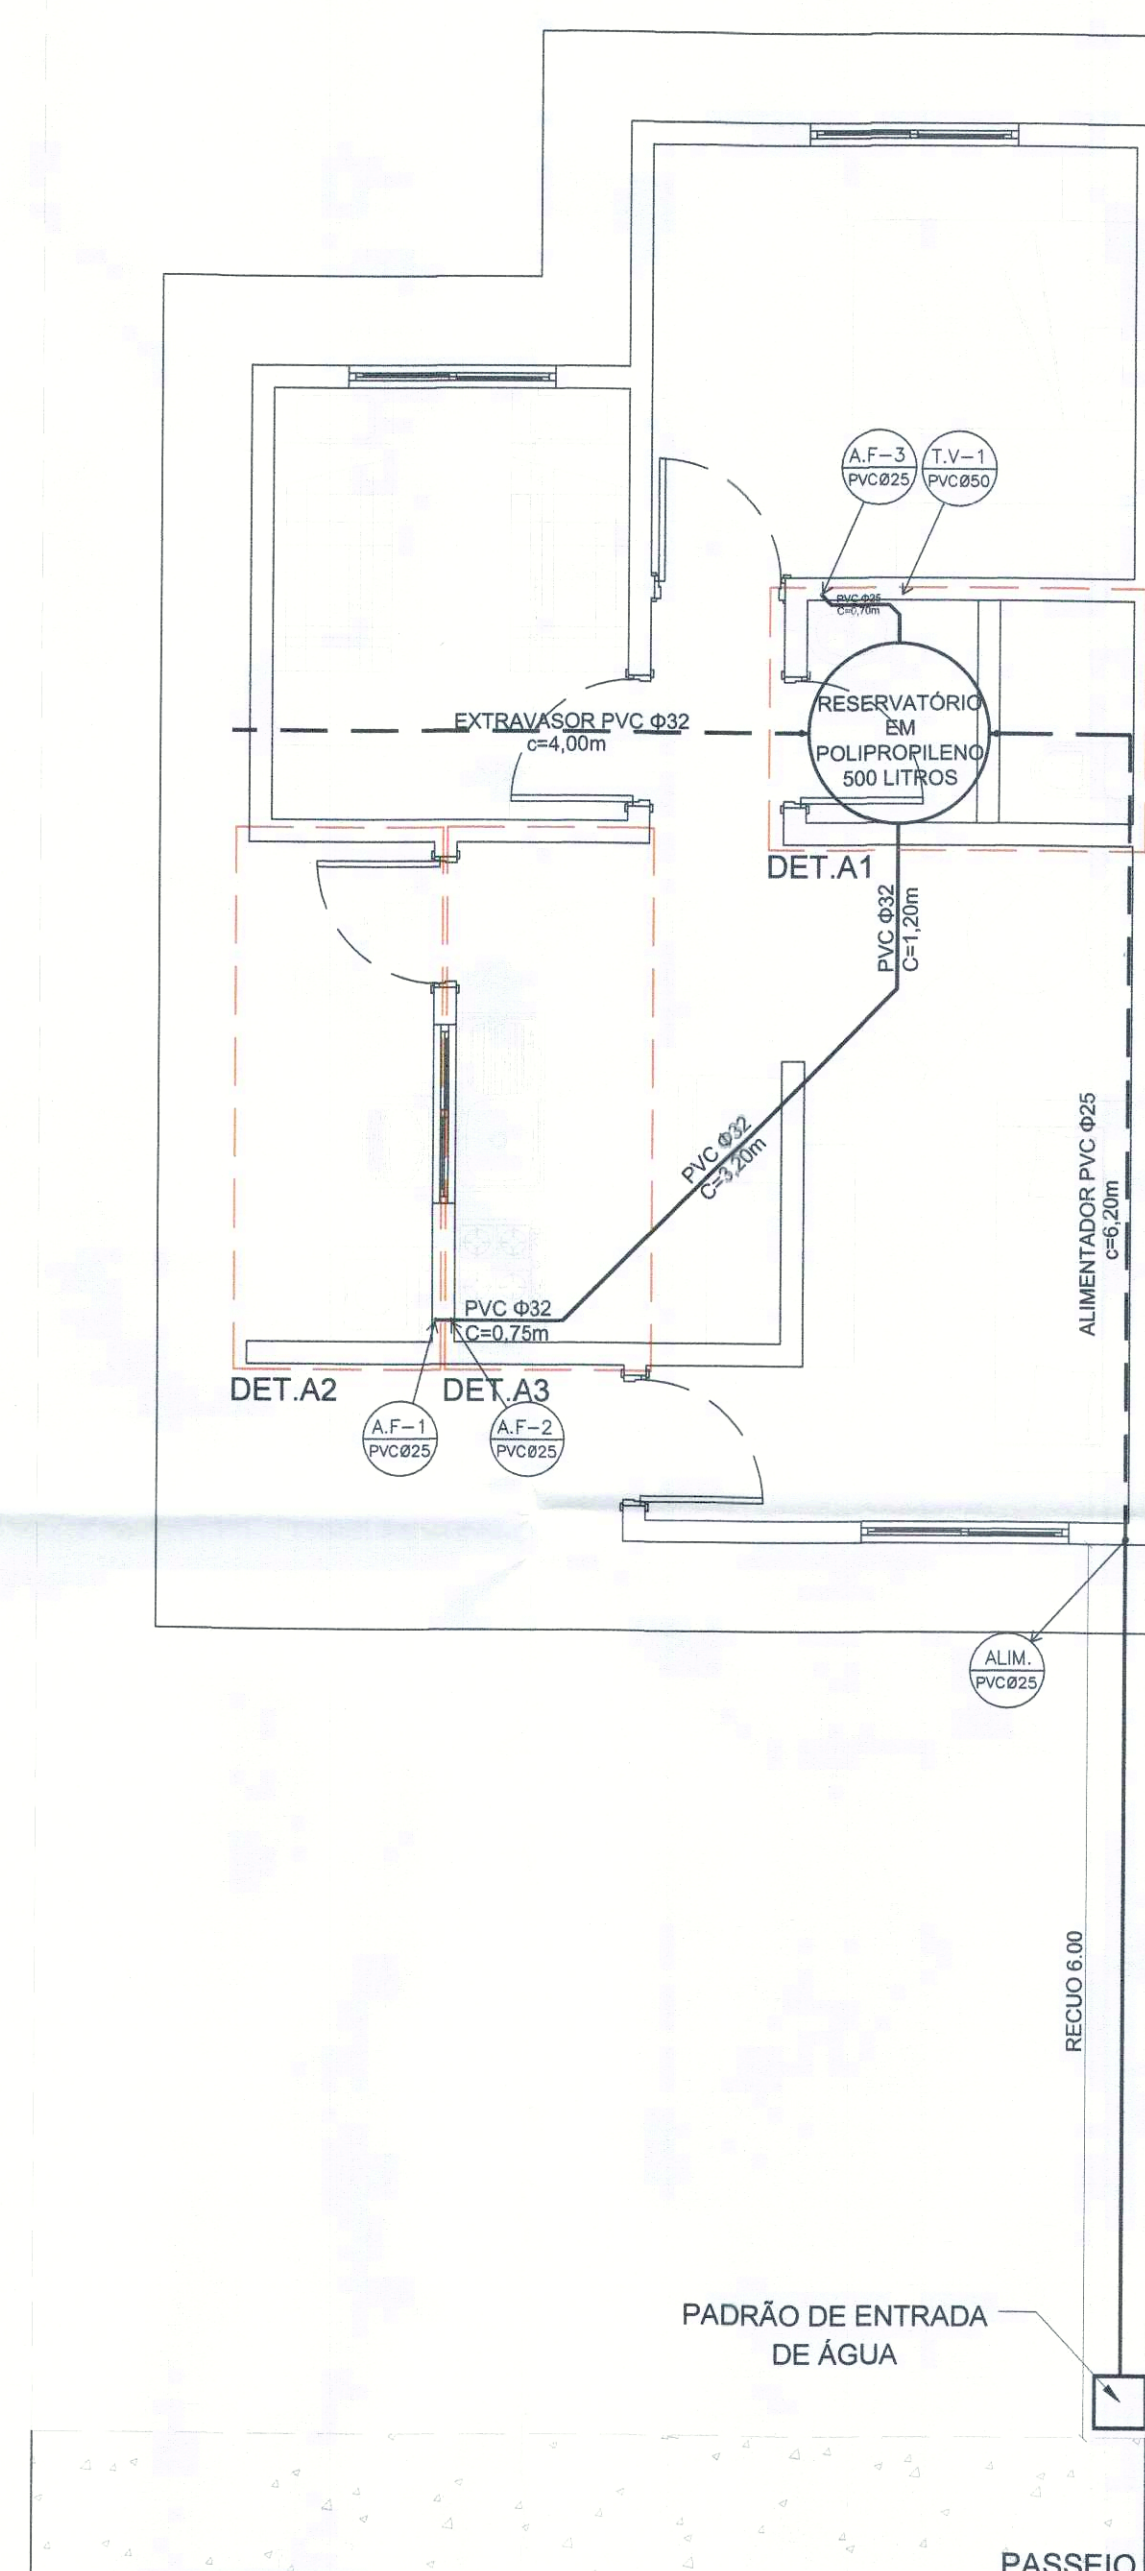 A.F-3
PVCØ25
T.V-1
PVCØ50
PVC Φ25
C=0,70m
RESERVATÓRIO
EM
POLIPROPILENO
500 LITROS
EXTRAVASOR PVC Φ32
c=4,00m
DET.A1
PVC Φ32
C=1,20m
PVC Φ32
C=3,20m
ALIMENTADOR PVC Φ25
c=6,20m
PVC Φ32
C=0,75m
DET.A2
DET.A3
A.F-1
PVCØ25
A.F-2
PVCØ25
ALIM.
PVCØ25
RECUO 6.00
PADRÃO DE ENTRADA
DE ÁGUA
PASSEIO